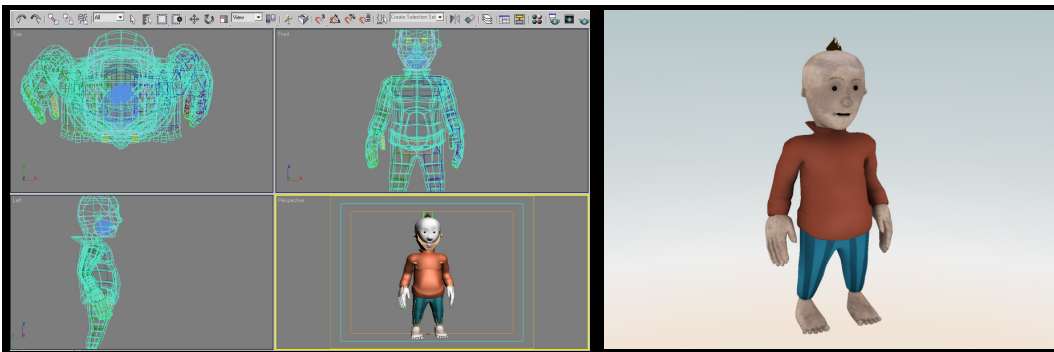 All
View
Create Selection Set
Top
Front
Left
Perspective